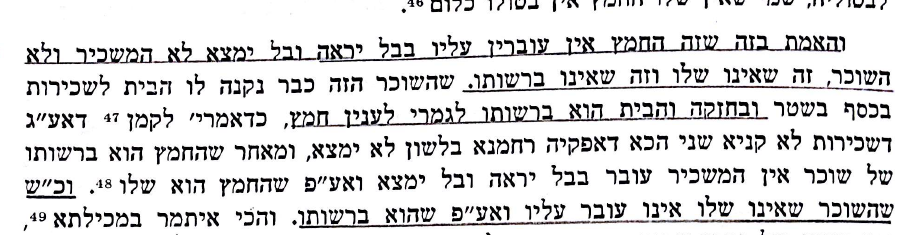 לבטוליה, שמי שאין שלו החמץ אין בטולו כלום 46.
והאמת בזה שזה החמץ אין עוברין עליו בבל יראה ובל ימצא לא המשכיר ולא
השוכר, זה שאינו שלו וזה שאינו ברשותו. שהשוכר הזה כבר נקנה לו הבית לשכירות
בכסף בשטר ובחזקה והבית הוא ברשותו לגמרי לענין חמץ, כדאמרי׳ לקמן 47 דאע״ג
דשכירות לא קניא שני הכא דאפקיה רחמנא בלשון לא ימצא, ומאחר שהחמץ הוא ברשותו
של שוכר אין המשכיר עובר בבל יראה ובל ימצא ואע״פ שהחמץ הוא שלו 48. וכ״ש
שהשוכר שאינו שלו אינו עובר עליו ואע״פ שהוא ברשותו. והכי איתמר במכילתא 49,